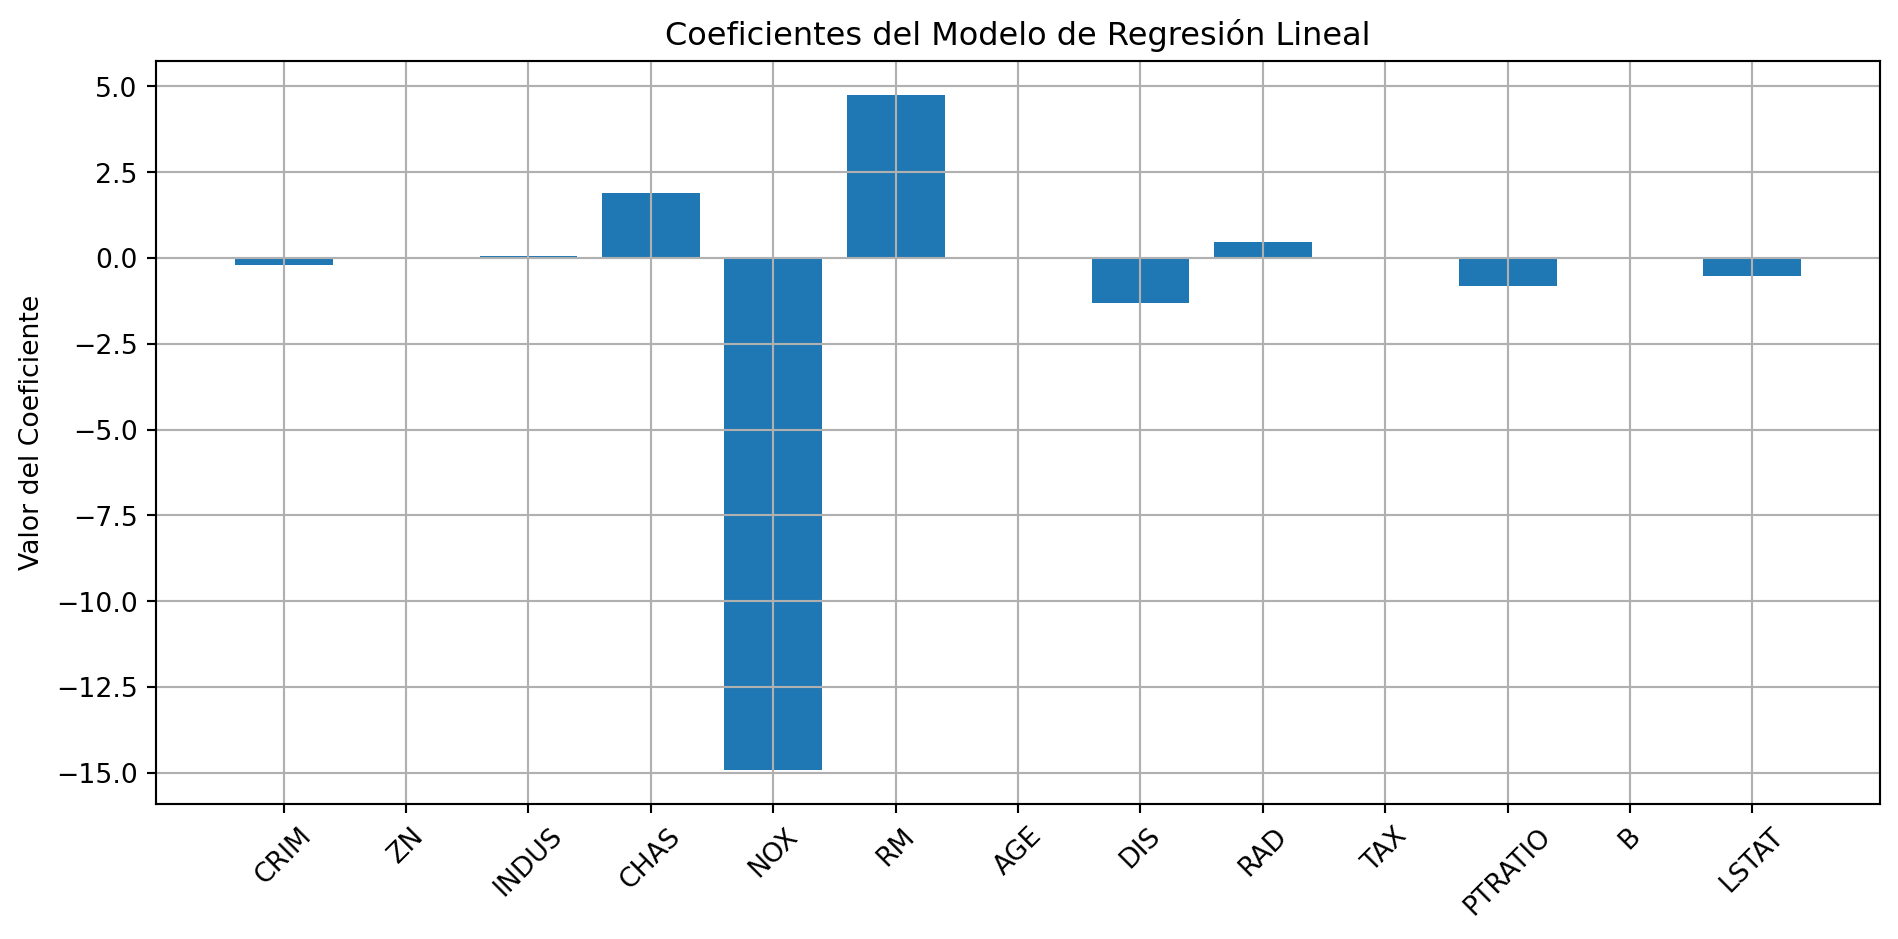 Coeficientes del Modelo de Regresión Lineal
Valor del Coeficiente
5.0
2.5
0.0
−2.5
−5.0
−7.5
−10.0
−12.5
−15.0
CRIM
ZN
INDUS
CHAS
NOX
RM
AGE
DIS
RAD
TAX
PTRATIO
B
LSTAT